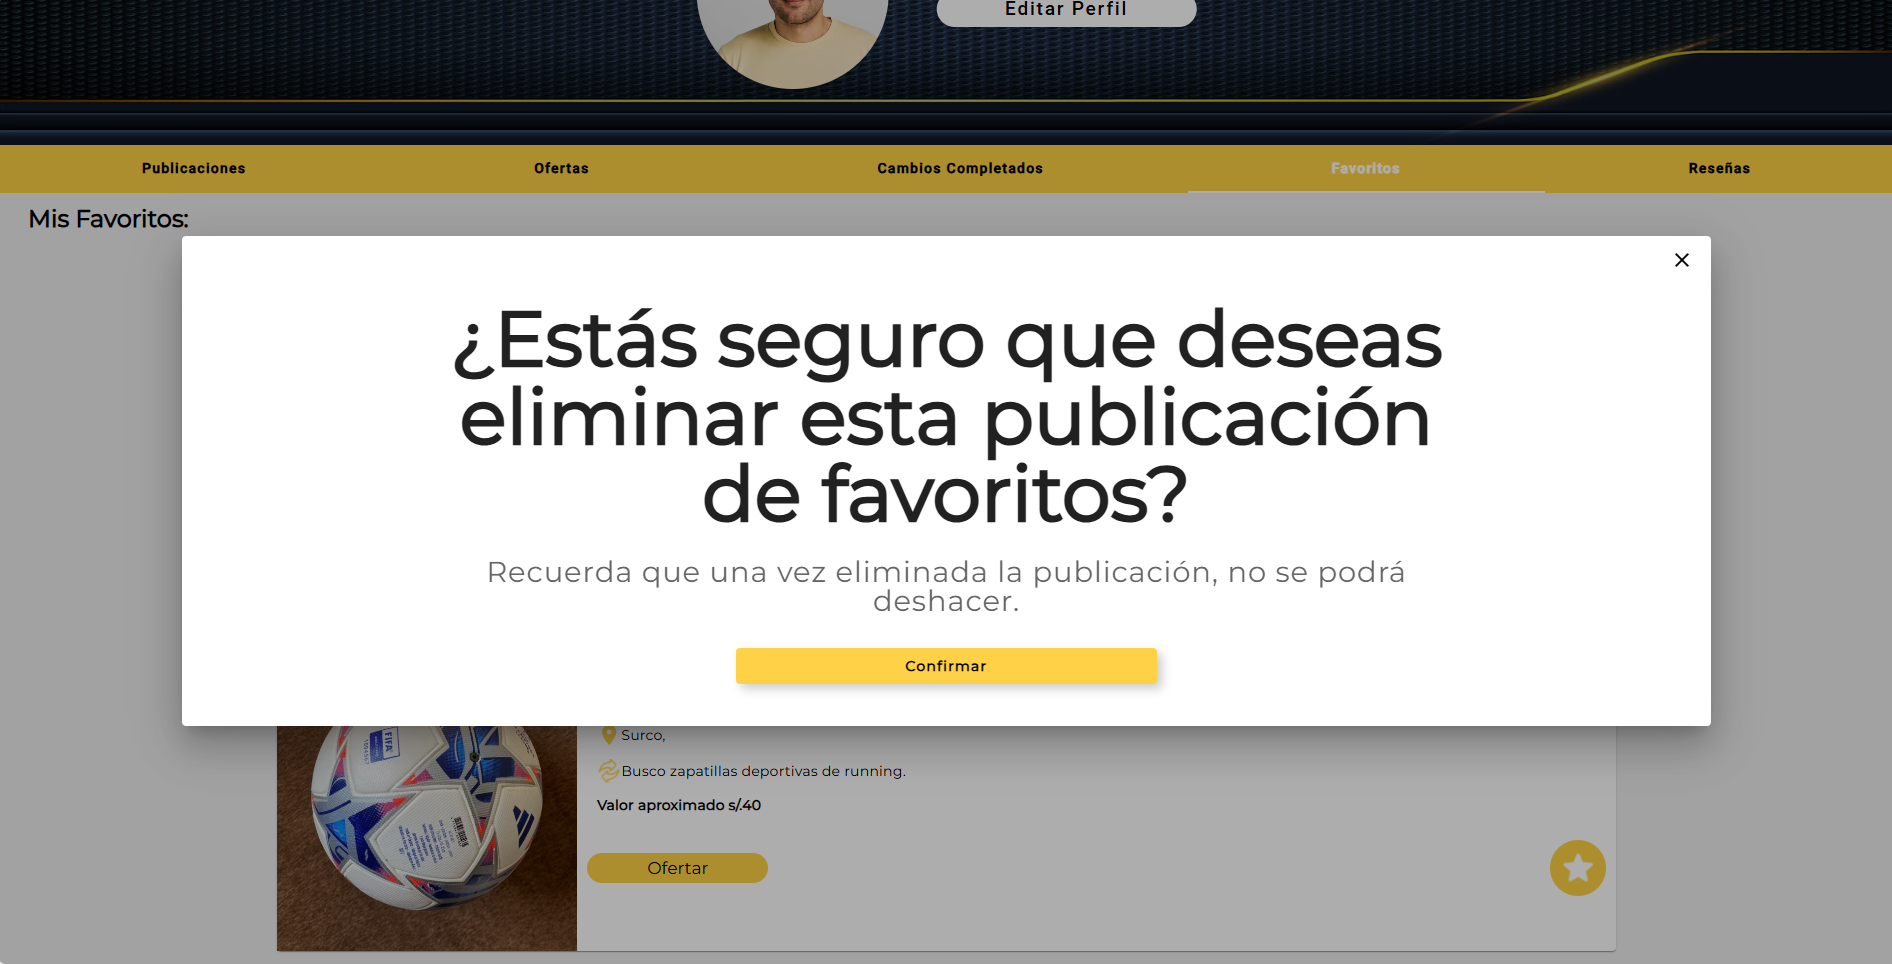 Editar Perfil
Publicaciones
Ofertas
Cambios Completados
Favoritos
Reseñas
Mis Favoritos:
¿Estás seguro que deseas
eliminar esta publicación
de favoritos?
Recuerda que una vez eliminada la publicación, no se podrá
deshacer.
Confirmar
FIFA
Surco,
Busco zapatillas deportivas de running.
Valor aproximado s/.40
Ofertar